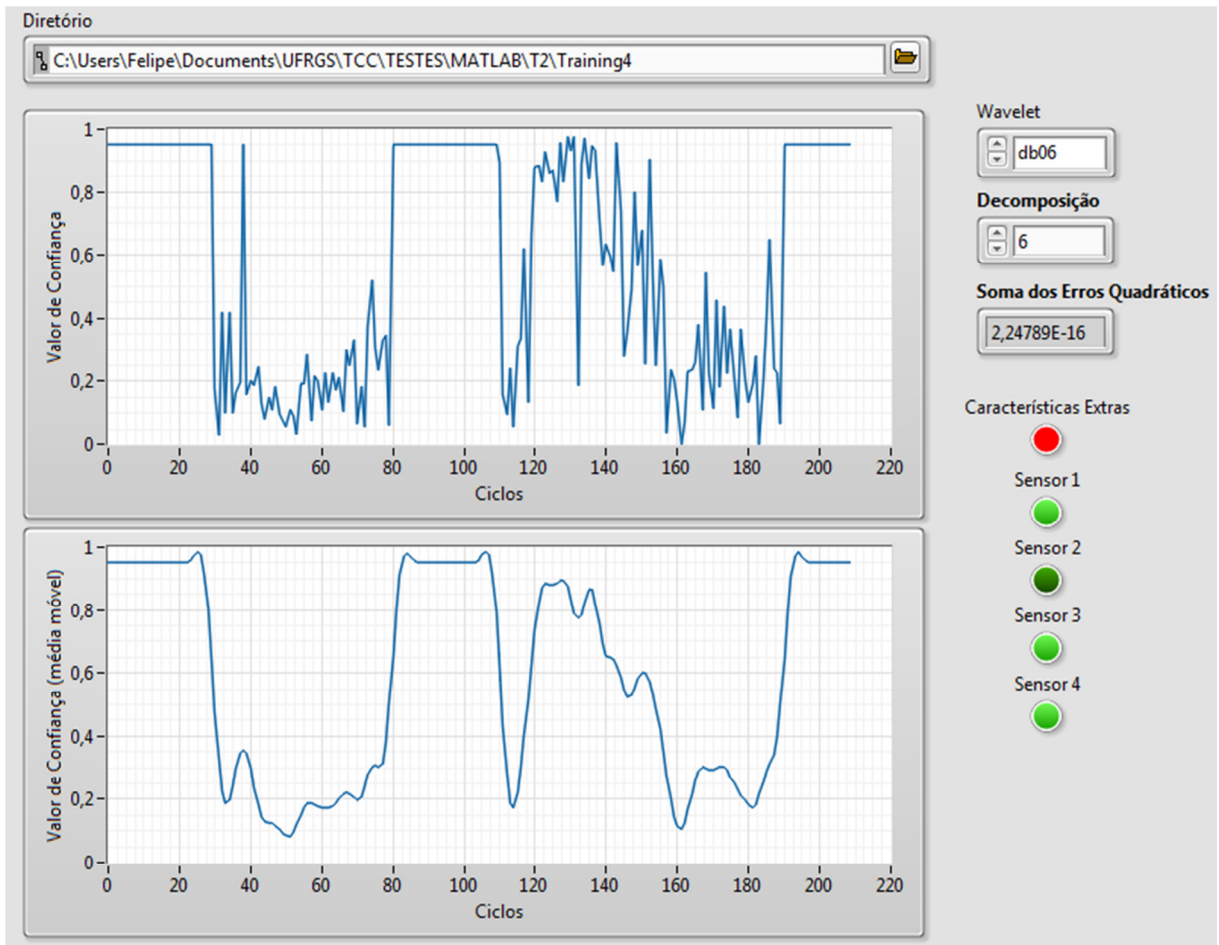 Diretório
C:\Users\Felipe\Documents\UFRGS\TCC\TESTES\MATLAB\T2\Training4
Valor de Confiança
1
0,8
0,6
0,4
0,2
0
0 20 40 60 80 100 120 140 160 180 200 220
Ciclos
Valor de Confiança (média móvel)
1
0,8
0,6
0,4
0,2
0
0 20 40 60 80 100 120 140 160 180 200 220
Ciclos
Wavelet
db06
Decomposição
6
Soma dos Erros Quadráticos
2,24789E-16
Características Extras
Sensor 1
Sensor 2
Sensor 3
Sensor 4